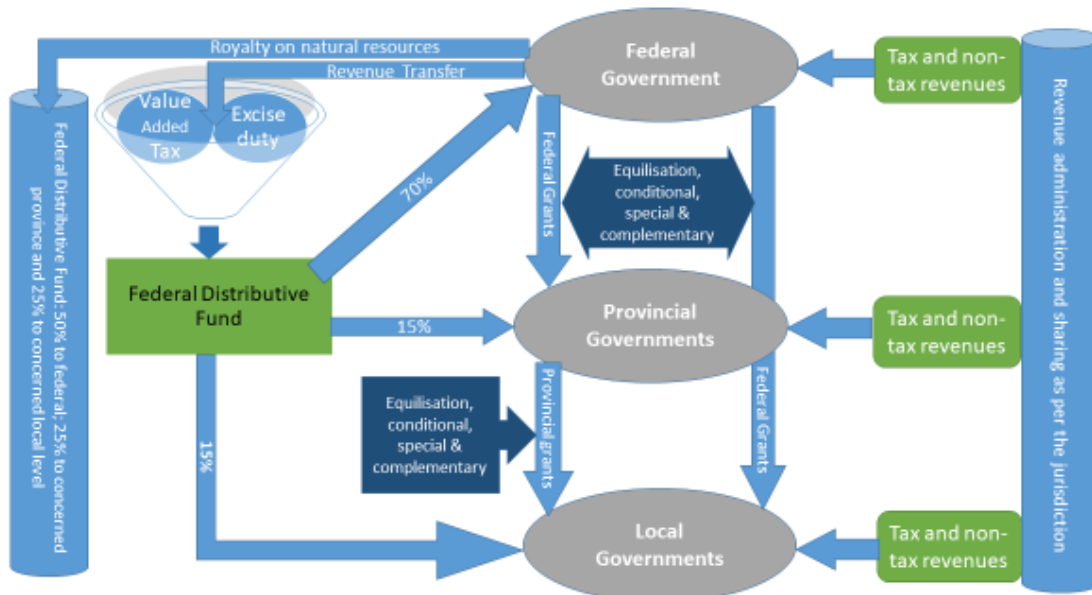 Royalty on natural resources
Revenue Transfer
Value
Added
Tax
Excise
duty
Federal Distributive Fund: 50% to federal; 25% to concerned
province and 25% to concerned local level
Federal Distributive
Fund
70%
15%
15%
Federal
Government
Federal Grants
Equilisation,
conditional,
special &
complementary
Provincial
Governments
Equilisation,
conditional,
special &
complementary
Provincial grants
Federal Grants
Local
Governments
Tax and non-
tax revenues
Tax and non-
tax revenues
Tax and non-
tax revenues
Revenue administration and sharing as per the jurisdiction